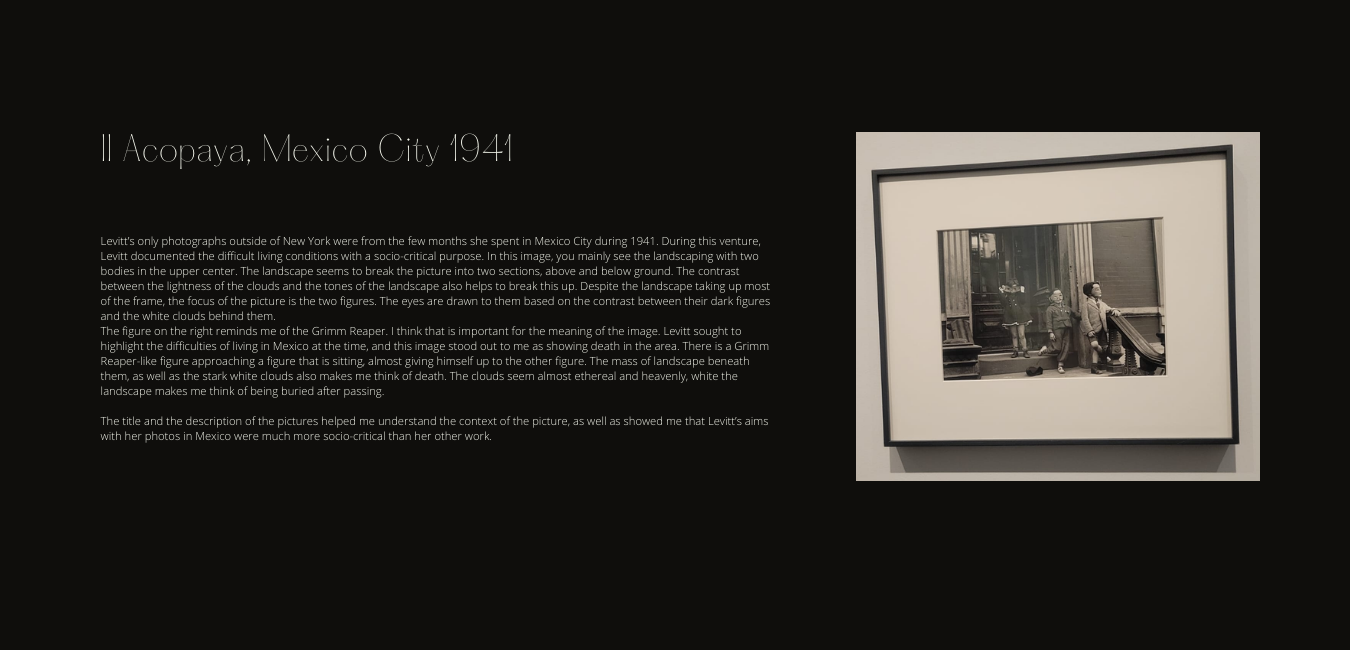 II Acopaya, Mexico City 1941
Levitt's only photographs outside of New York were from the few months she spent in Mexico City during 1941. During this venture,
Levitt documented the difficult living conditions with a socio-critical purpose. In this image, you mainly see the landscaping with two
bodies in the upper center. The landscape seems to break the picture into two sections, above and below ground. The contrast
between the lightness of the clouds and the tones of the landscape also helps to break this up. Despite the landscape taking up most
of the frame, the focus of the picture is the two figures. The eyes are drawn to them based on the contrast between their dark figures
and the white clouds behind them.
The figure on the right reminds me of the Grimm Reaper. I think that is important for the meaning of the image. Levitt sought to
highlight the difficulties of living in Mexico at the time, and this image stood out to me as showing death in the area. There is a Grimm
Reaper-like figure approaching a figure that is sitting, almost giving himself up to the other figure. The mass of landscape beneath
them, as well as the stark white clouds also makes me think of death. The clouds seem almost ethereal and heavenly, white the
landscape makes me think of being buried after passing.
The title and the description of the pictures helped me understand the context of the picture, as well as showed me that Levitt's aims
with her photos in Mexico were much more socio-critical than her other work.